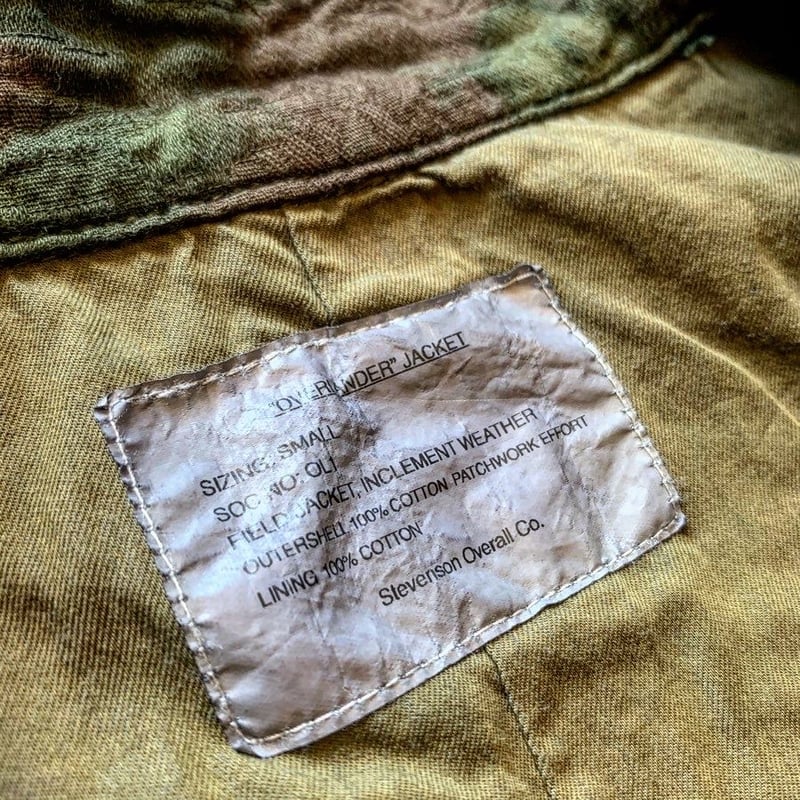 "OVERLANDER" JACKET
SIZING: SMALL
SOC NO: OL1
FIELD JACKET, INCLEMENT WEATHER
OUTERSHELL 100% COTTON PATCHWORK EFFORT
LINING 100% COTTON
Stevenson Overall Co.